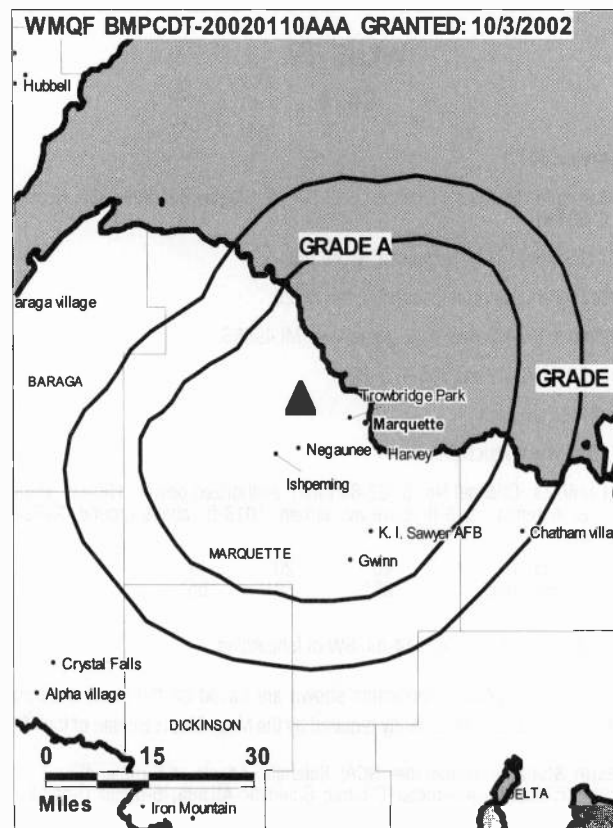 WMQF BMPCDT-20020110AAA GRANTED: 10/3/2002
Hubbell
GRADE A
araga village
BARAGA
GRADE
Trowbridge Park
Marquette
Negaunee
Harvey
Ishpeming
K. I. Sawyer AFB
Chatham villa
MARQUETTE
Gwinn
Crystal Falls
Alpha village
DICKINSON
0 15 30
Miles
DELTA
Iron Mountain